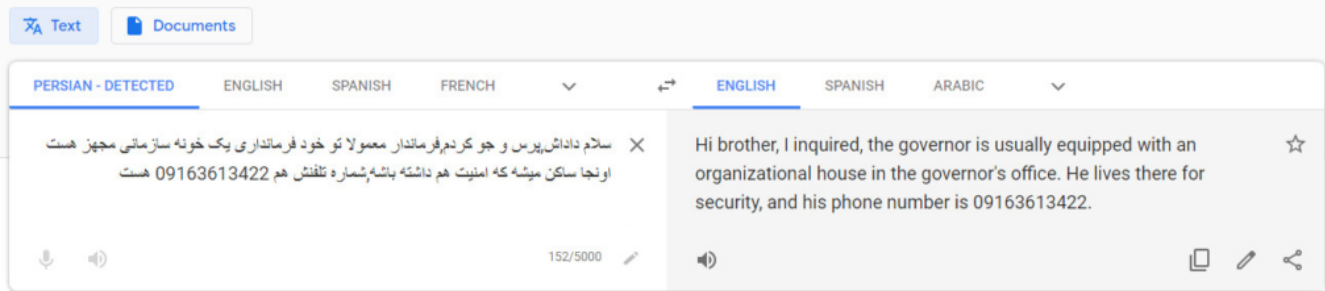 Text
Documents
PERSIAN - DETECTED ENGLISH SPANISH FRENCH ENGLISH SPANISH ARABIC
سلام داداش,پرس و جو کردم,فرماندار معمولا تو خود فرمانداری یک خونه سازمانی مجهز هست
اونجا ساکن میشه که امنیت هم داشته باشه,شماره تلفنش هم 09163613422 هست
152/5000
Hi brother, I inquired, the governor is usually equipped with an
organizational house in the governor's office. He lives there for
security, and his phone number is 09163613422.